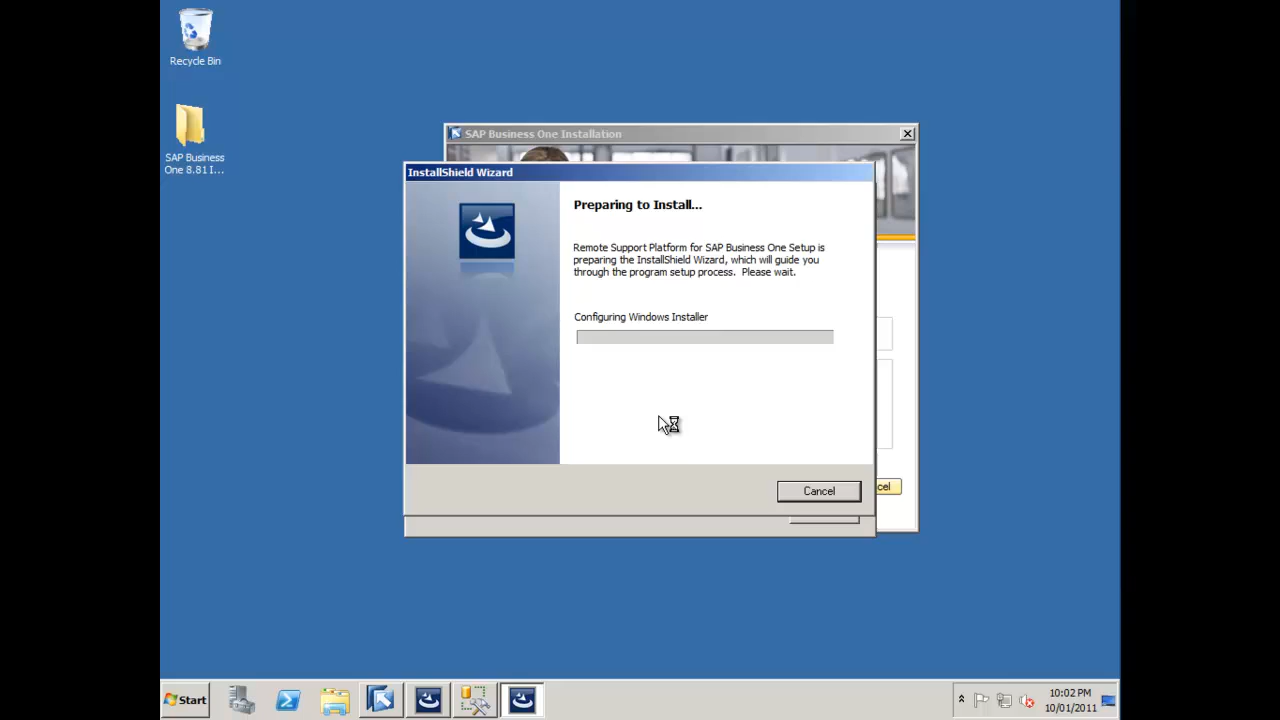 Recycle Bin
SAP Business
One 8.81 I...
SAP Business One Installation
InstallShield Wizard
Preparing to Install...
Remote Support Platform for SAP Business One Setup is
preparing the InstallShield Wizard, which will guide you
through the program setup process. Please wait.
Configuring Windows Installer
Cancel
cel
Start
10:02 PM
10/01/2011